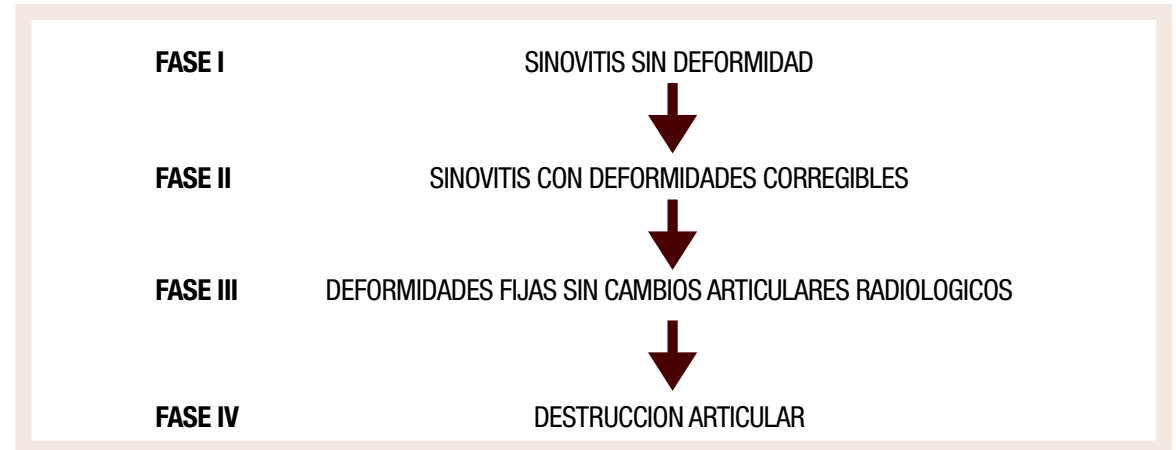 FASE I SINOVITIS SIN DEFORMIDAD
FASE II SINOVITIS CON DEFORMIDADES CORREGIBLES
FASE III DEFORMIDADES FIJAS SIN CAMBIOS ARTICULARES RADIOLOGICOS
FASE IV DESTRUCCION ARTICULAR